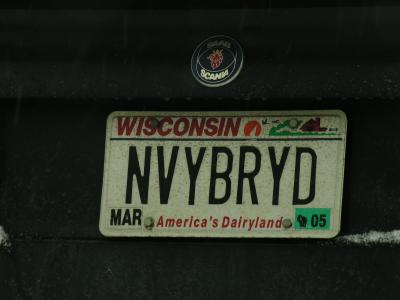 SAAB
SCANIA
WISCONSIN
NVYBRYD
MAR America's Dairyland 05